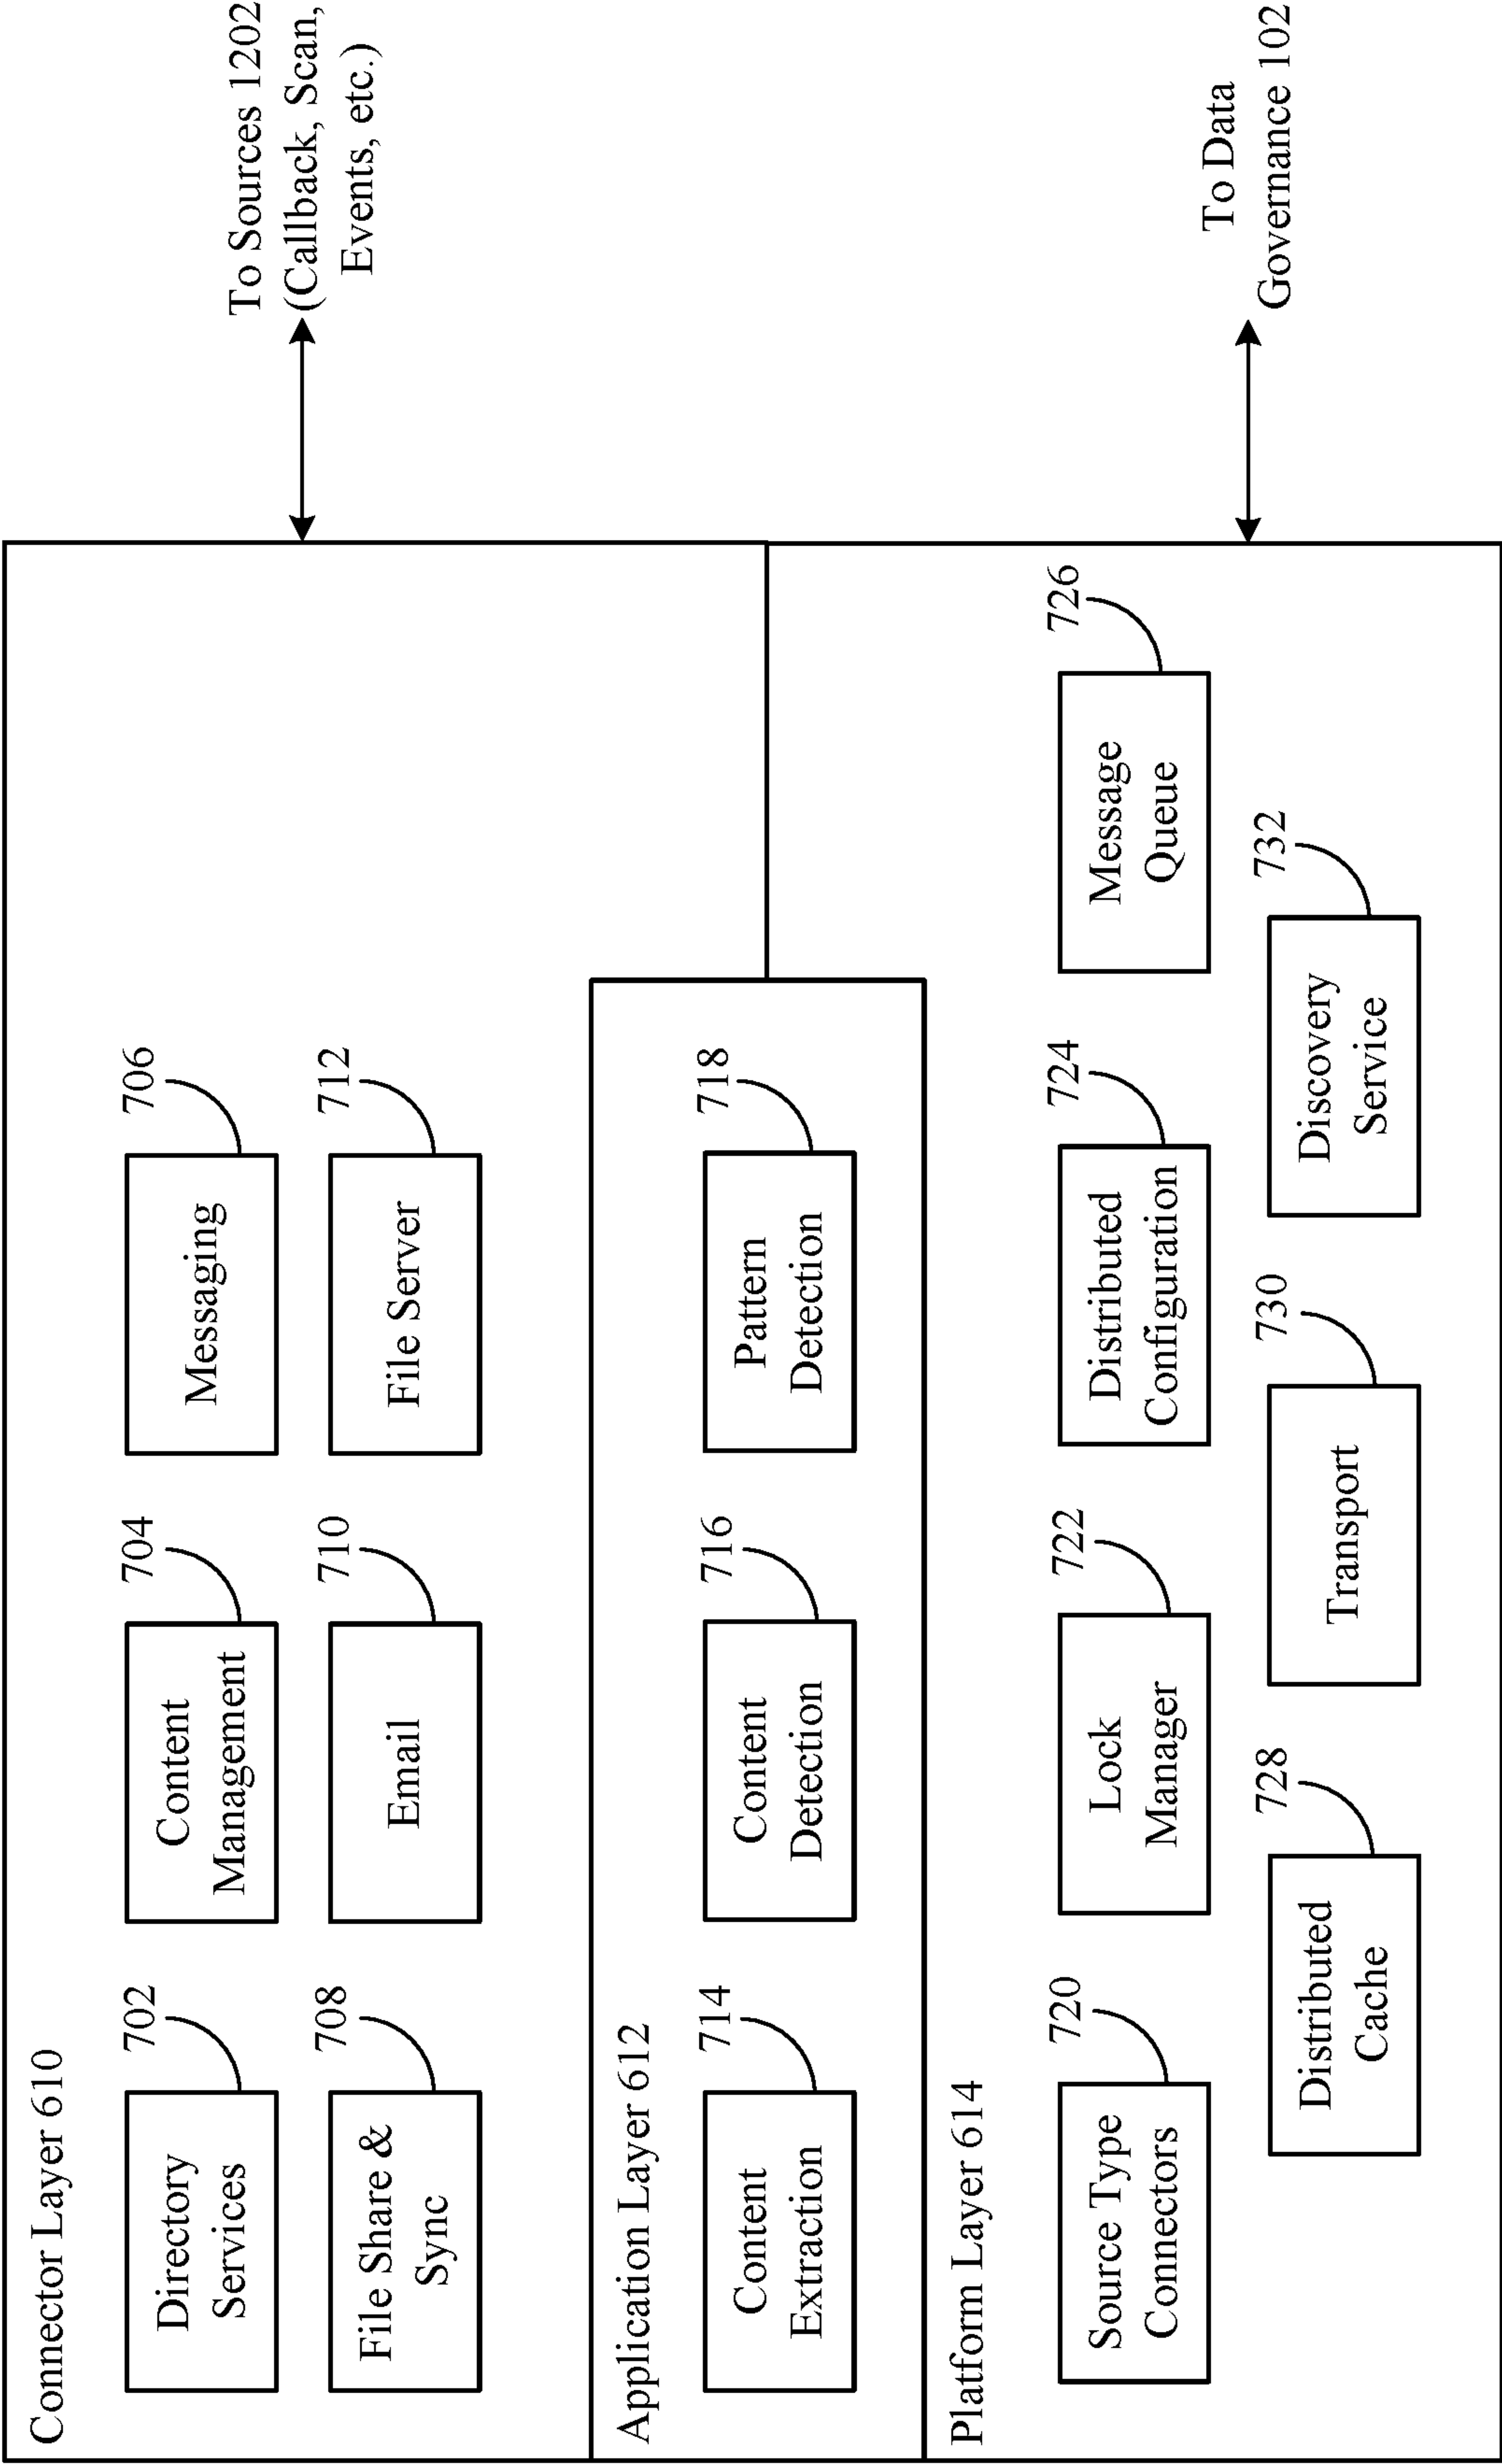 Connector Layer 610
702
Directory
Services
704
Content
Management
706
Messaging
708
File Share &
Sync
710
Email
712
File Server
To Sources 1202
(Callback, Scan,
Events, etc.)
Application Layer 612
714
Content
Extraction
716
Content
Detection
718
Pattern
Detection
Platform Layer 614
720
Source Type
Connectors
722
Lock
Manager
724
Distributed
Configuration
726
Message
Queue
728
Distributed
Cache
730
Transport
732
Discovery
Service
To Data
Governance 102